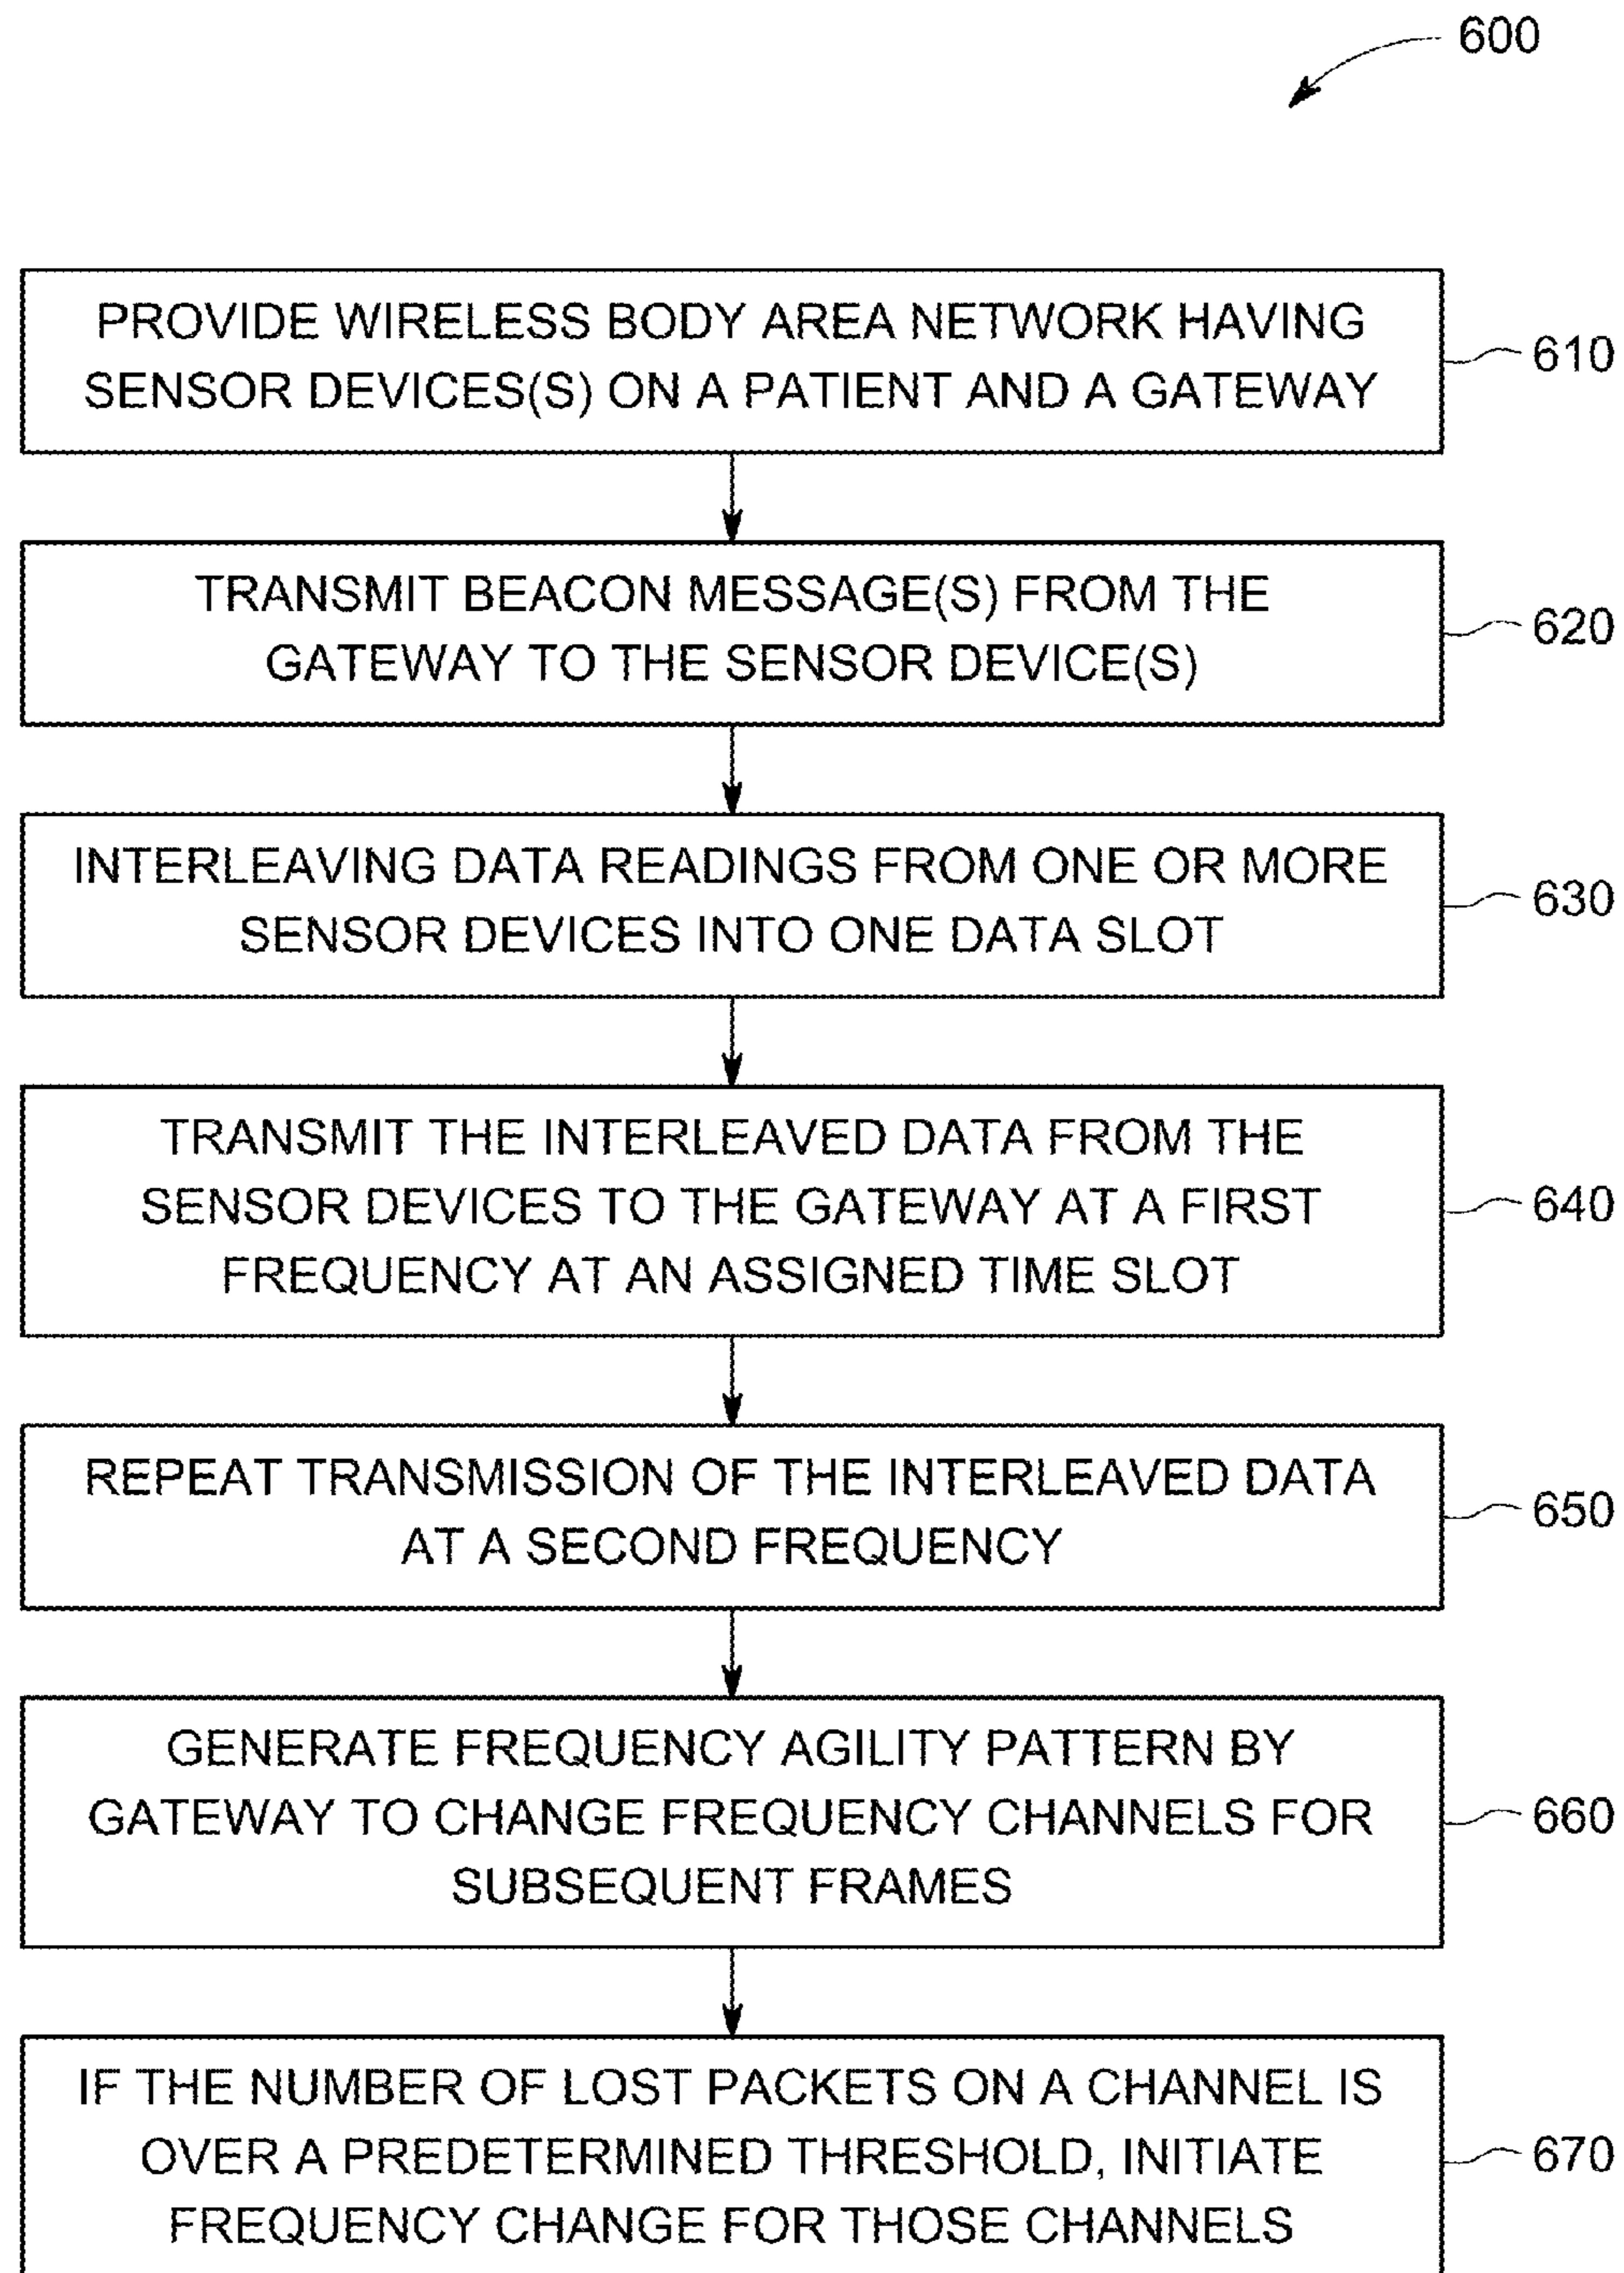 600
PROVIDE WIRELESS BODY AREA NETWORK HAVING
SENSOR DEVICES(S) ON A PATIENT AND A GATEWAY
610
TRANSMIT BEACON MESSAGE(S) FROM THE
GATEWAY TO THE SENSOR DEVICE(S)
620
INTERLEAVING DATA READINGS FROM ONE OR MORE
SENSOR DEVICES INTO ONE DATA SLOT
630
TRANSMIT THE INTERLEAVED DATA FROM THE
SENSOR DEVICES TO THE GATEWAY AT A FIRST
FREQUENCY AT AN ASSIGNED TIME SLOT
640
REPEAT TRANSMISSION OF THE INTERLEAVED DATA
AT A SECOND FREQUENCY
650
GENERATE FREQUENCY AGILITY PATTERN BY
GATEWAY TO CHANGE FREQUENCY CHANNELS FOR
SUBSEQUENT FRAMES
660
IF THE NUMBER OF LOST PACKETS ON A CHANNEL IS
OVER A PREDETERMINED THRESHOLD, INITIATE
FREQUENCY CHANGE FOR THOSE CHANNELS
670